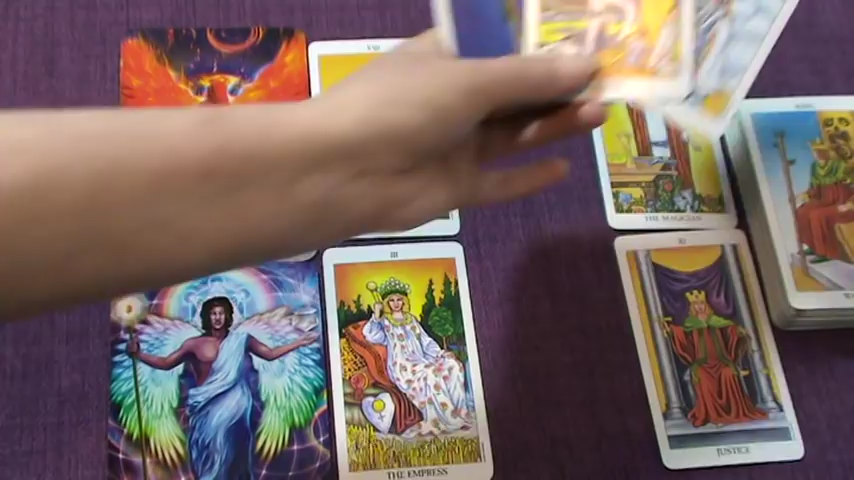 III
THE MAGICIAN
XI
THE EMPRESS
JUSTICE